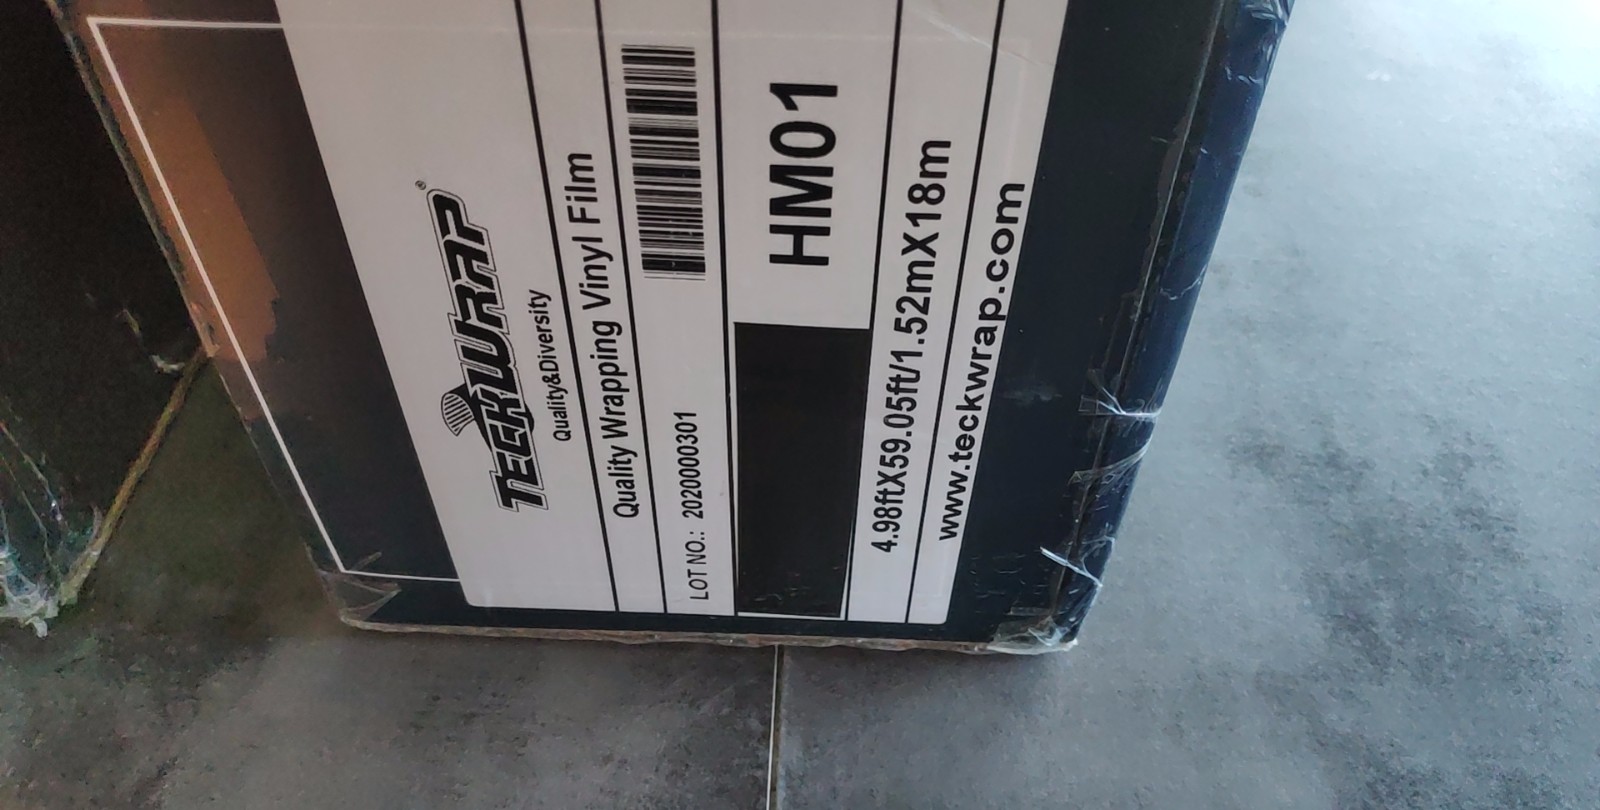 TECKWRAP®
Quality&Diversity
Quality Wrapping Vinyl Film
LOT NO.: 2020000301
HM01
4.98ftX59.05ft/1.52mX18m
www.teckwrap.com